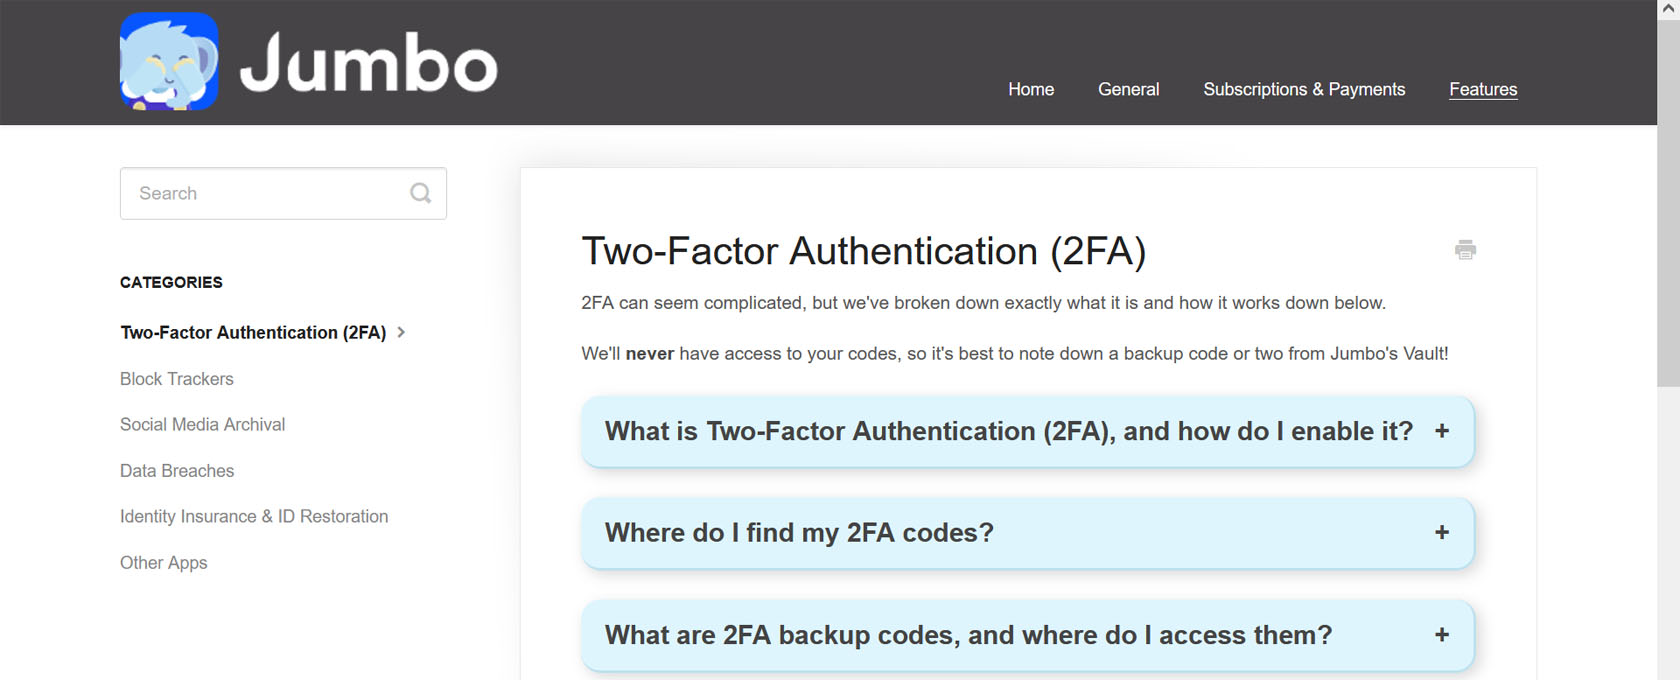 Jumbo
Home General Subscriptions & Payments Features
Search
CATEGORIES
Two-Factor Authentication (2FA)
Block Trackers
Social Media Archival
Data Breaches
Identity Insurance & ID Restoration
Other Apps
Two-Factor Authentication (2FA)
2FA can seem complicated, but we've broken down exactly what it is and how it works down below.
We'll never have access to your codes, so it's best to note down a backup code or two from Jumbo's Vault!
What is Two-Factor Authentication (2FA), and how do I enable it? +
Where do I find my 2FA codes? +
What are 2FA backup codes, and where do I access them? +